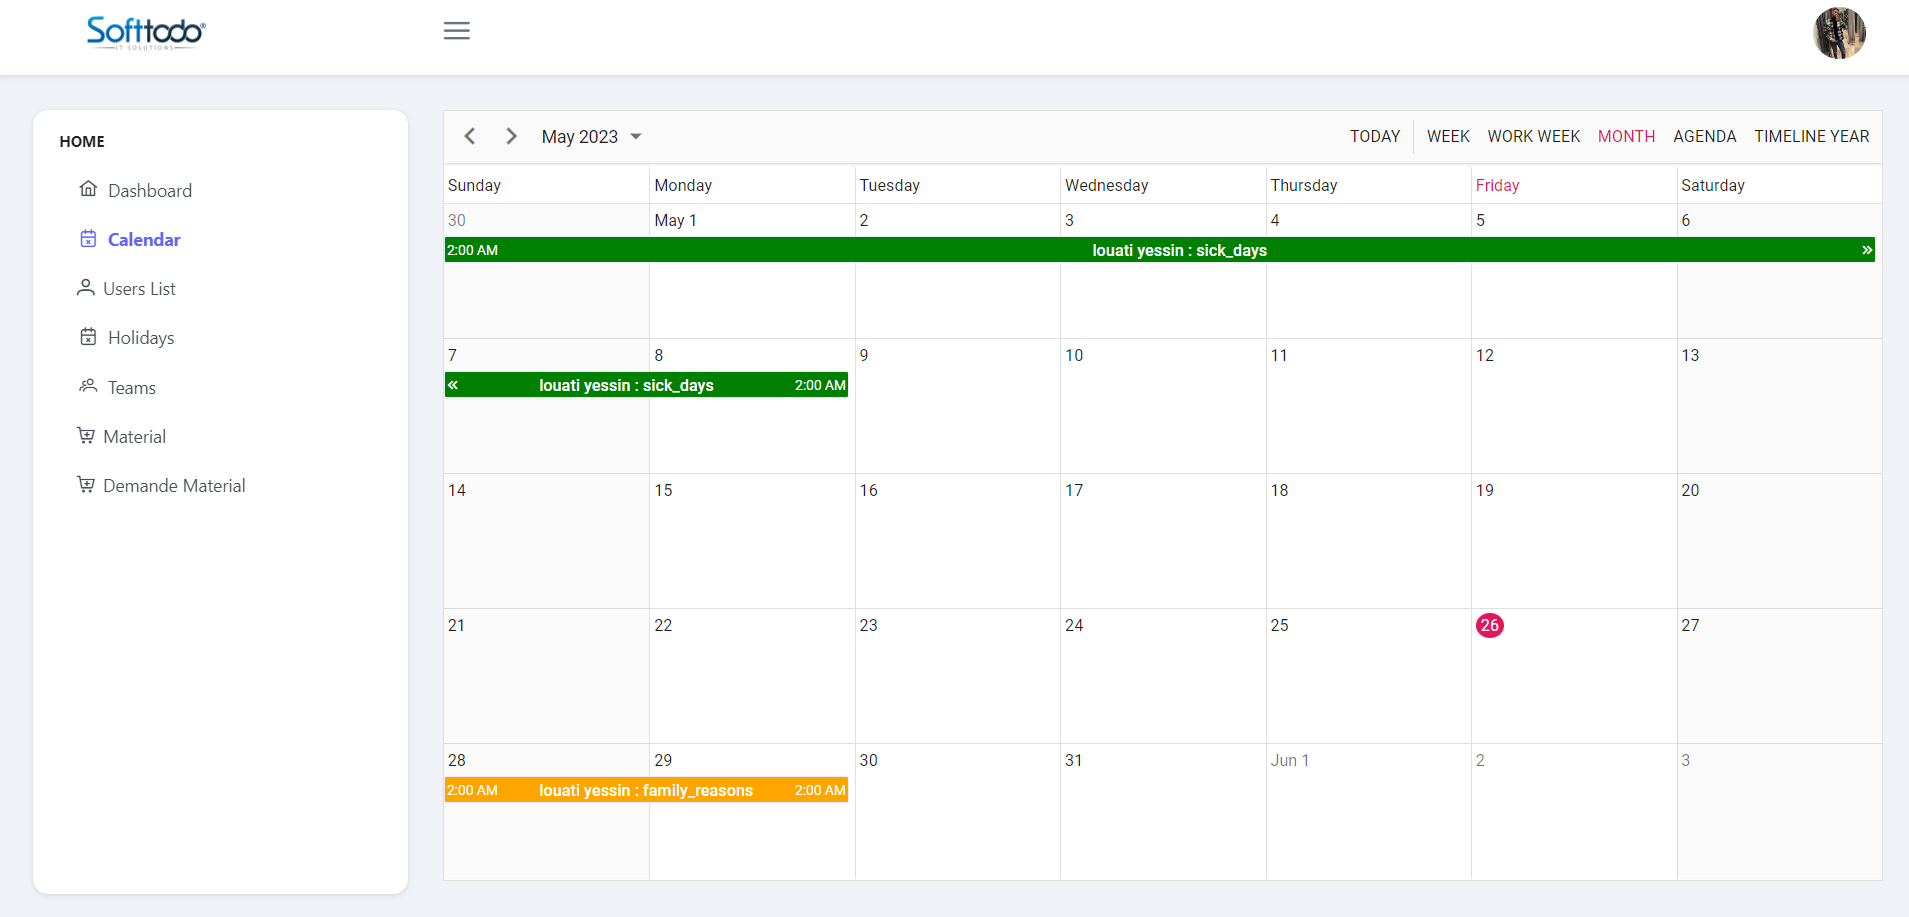 Softtodo®
IT SOLUTIONS
HOME
Dashboard
Calendar
Users List
Holidays
Teams
Material
Demande Material
May 2023
TODAY WEEK WORK WEEK MONTH AGENDA TIMELINE YEAR
Sunday Monday Tuesday Wednesday Thursday Friday Saturday
30 May 1 2 3 4 5 6
2:00 AM louati yessin : sick_days »
7 8 9 10 11 12 13
« louati yessin : sick_days 2:00 AM
14 15 16 17 18 19 20
21 22 23 24 25 26 27
28 29 30 31 Jun 1 2 3
2:00 AM louati yessin : family_reasons 2:00 AM